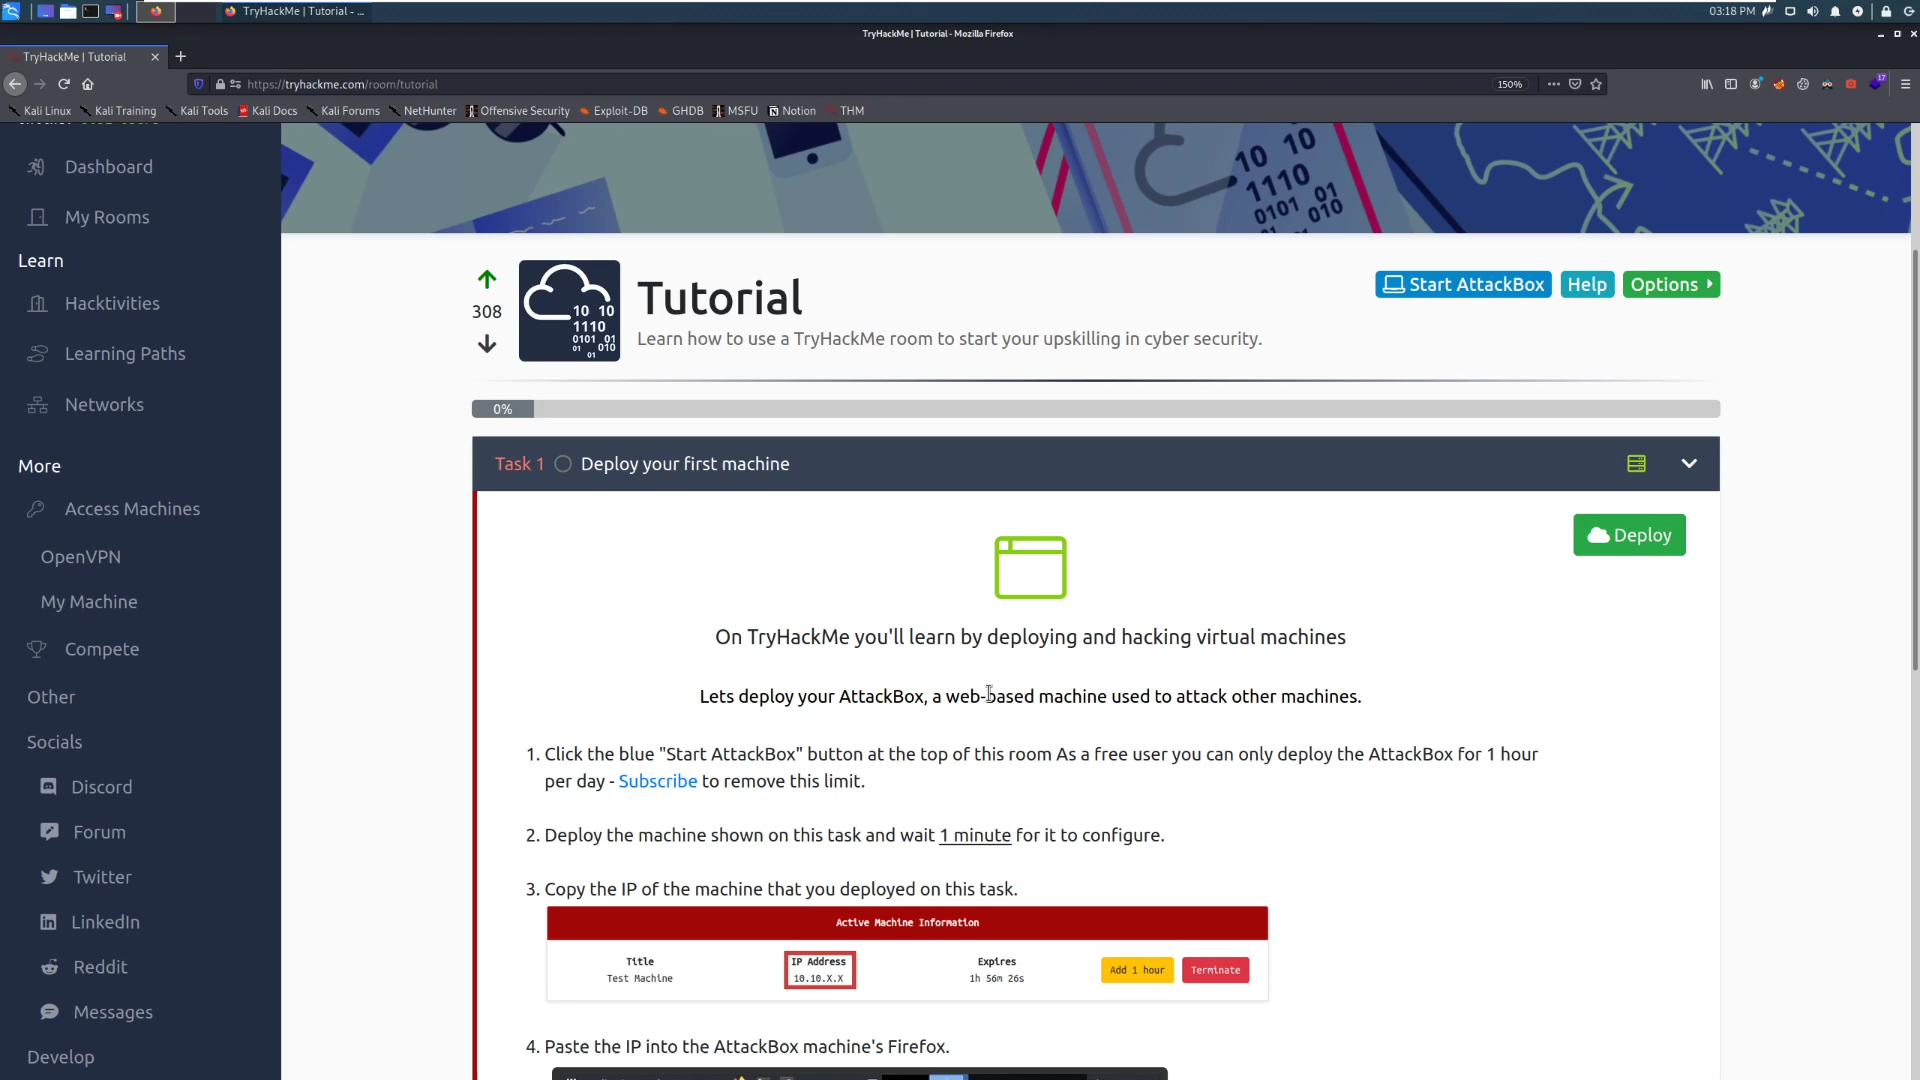 TryHackMe | Tutorial - ...
03:18 PM
TryHackMe | Tutorial - Mozilla Firefox
TryHackMe | Tutorial
https://tryhackme.com/room/tutorial
150%
17
Kali Linux
Kali Training
Kali Tools
Kali Docs
Kali Forums
NetHunter
Offensive Security
Exploit-DB
GHDB
MSFU
Notion
THM
Dashboard
My Rooms
Learn
Hacktivities
Learning Paths
Networks
More
Access Machines
OpenVPN
My Machine
Compete
Other
Socials
Discord
Forum
Twitter
LinkedIn
Reddit
Messages
Develop
10 10
1110
0101 01
010
308
10 10
1110
0101 01
01 010
01
Tutorial
Learn how to use a TryHackMe room to start your upskilling in cyber security.
Start AttackBox
Help
Options
0%
Task 1
Deploy your first machine
Deploy
On TryHackMe you'll learn by deploying and hacking virtual machines
Lets deploy your AttackBox, a web-based machine used to attack other machines.
1. Click the blue "Start AttackBox" button at the top of this room As a free user you can only deploy the AttackBox for 1 hour
per day - Subscribe to remove this limit.
2. Deploy the machine shown on this task and wait 1 minute for it to configure.
3. Copy the IP of the machine that you deployed on this task.
Active Machine Information
Title
IP Address
Expires
Test Machine
10.10.X.X
1h 56m 26s
Add 1 hour
Terminate
4. Paste the IP into the AttackBox machine's Firefox.